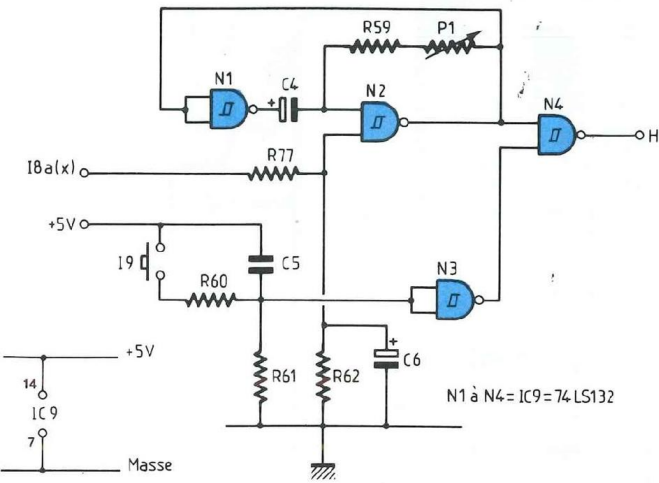 R59
P1
N1
+
C4
N2
N4
H
I8a(x)
R77
+5V
I9
C5
R60
N3
+
C6
R61
R62
+5V
14
IC9
7
Masse
N1 à N4 = IC9 = 74 LS132